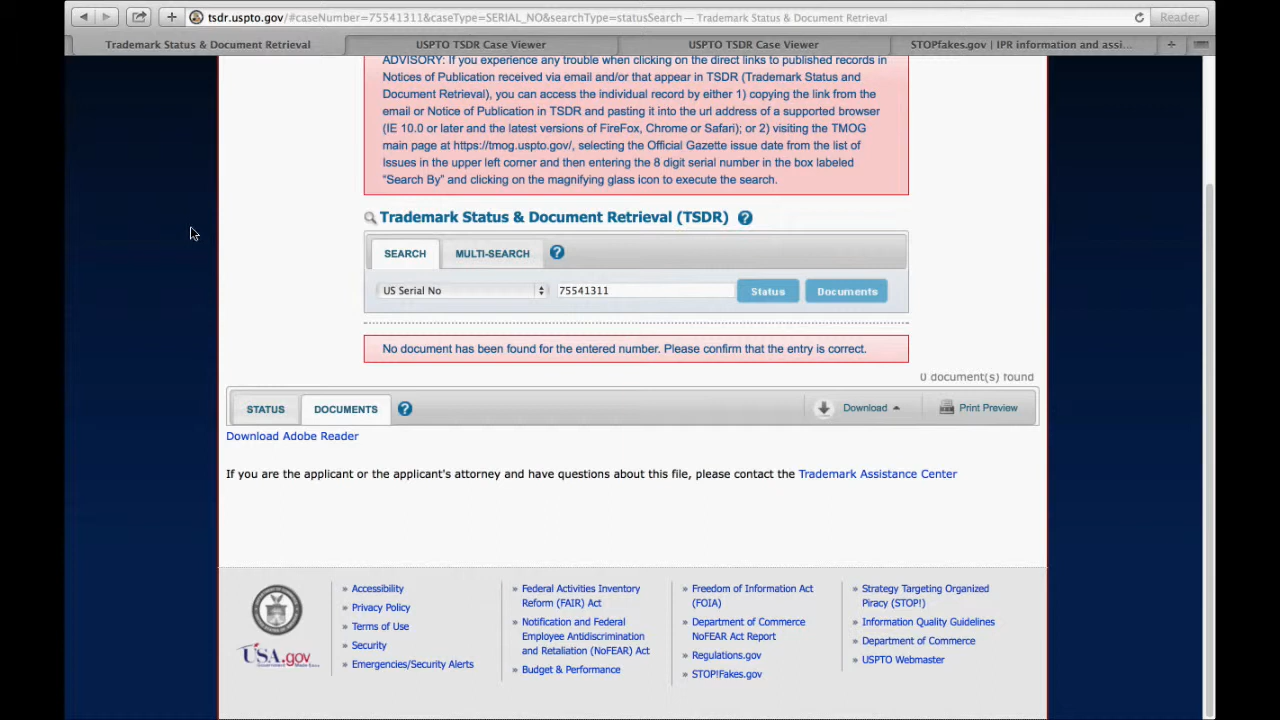 tsdr.uspto.gov/#caseNumber=75541311&caseType=SERIAL_NO&searchType=statusSearch — Trademark Status & Document Retrieval
Reader
Trademark Status & Document Retrieval
USPTO TSDR Case Viewer
USPTO TSDR Case Viewer
STOPfakes.gov | IPR information and assi...
ADVISORY: If you experience any trouble when clicking on the direct links to published records in
Notices of Publication received via email and/or that appear in TSDR (Trademark Status and
Document Retrieval), you can access the individual record by either 1) copying the link from the
email or Notice of Publication in TSDR and pasting it into the url address of a supported browser
(IE 10.0 or later and the latest versions of FireFox, Chrome or Safari); or 2) visiting the TMOG
main page at https://tmog.uspto.gov/, selecting the Official Gazette issue date from the list of
issues in the upper left corner and then entering the 8 digit serial number in the box labeled
"Search By" and clicking on the magnifying glass icon to execute the search.
Trademark Status & Document Retrieval (TSDR) ?
SEARCH
MULTI-SEARCH
?
US Serial No
75541311
Status
Documents
No document has been found for the entered number. Please confirm that the entry is correct.
0 document(s) found
STATUS
DOCUMENTS
?
Download
Print Preview
Download Adobe Reader
If you are the applicant or the applicant's attorney and have questions about this file, please contact the Trademark Assistance Center
USA.gov
» Accessibility
» Privacy Policy
» Terms of Use
» Security
» Emergencies/Security Alerts
» Federal Activities Inventory
Reform (FAIR) Act
» Notification and Federal
Employee Antidiscrimination
and Retaliation (NoFEAR) Act
» Budget & Performance
» Freedom of Information Act
(FOIA)
» Department of Commerce
NoFEAR Act Report
» Regulations.gov
» STOP!Fakes.gov
» Strategy Targeting Organized
Piracy (STOP!)
» Information Quality Guidelines
» Department of Commerce
» USPTO Webmaster